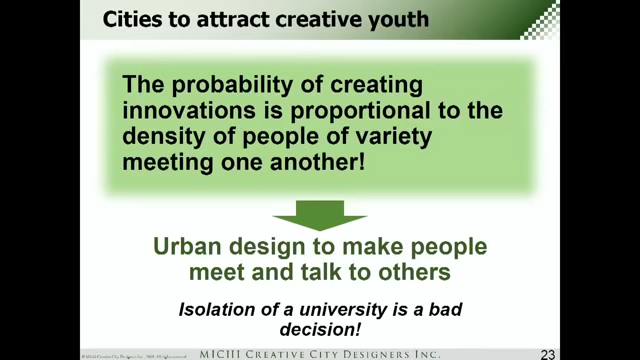 Cities to attract creative youth
The probability of creating
innovations is proportional to the
density of people of variety
meeting one another!
Urban design to make people
meet and talk to others
Isolation of a university is a bad
decision!
MICIII CREATIVE CITY DESIGNERS INC.
23